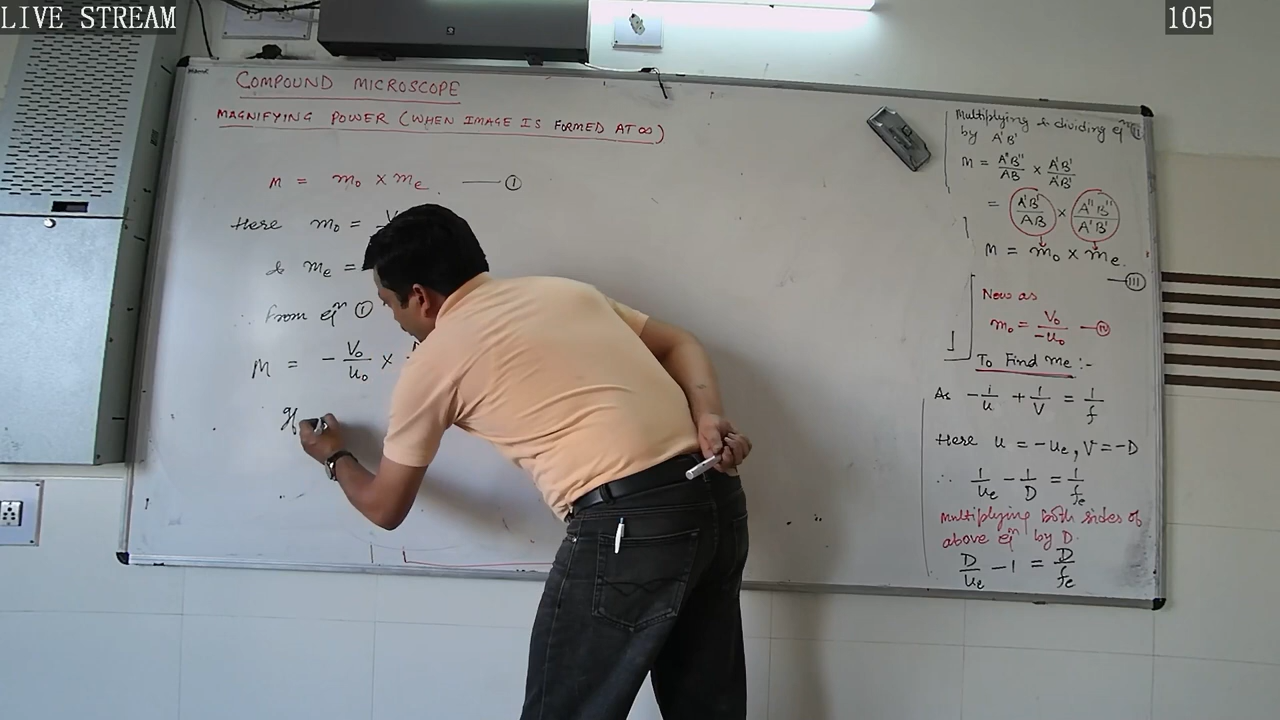 LIVE STREAM
105
COMPOUND MICROSCOPE
MAGNIFYING POWER (WHEN IMAGE IS FORMED AT ∞)
M = m₀ × mₑ. —— ①
Here m₀ =
& mₑ =
from eqⁿ ①
M = - V₀/u₀ ×
Multiplying & dividing eqⁿ
by A'B'
M = A''B''/AB × A'B'/A'B'
= A'B'/AB × A''B''/A'B'
M = m₀ × mₑ.
— III
Now as
m₀ = V₀/-u₀ — IV
To Find mₑ :-
As -1/u + 1/V = 1/f
Here u = -uₑ, V = -D
∴ 1/uₑ - 1/D = 1/fₑ
Multiplying both sides of
above eqⁿ by D.
D/uₑ - 1 = D/fₑ